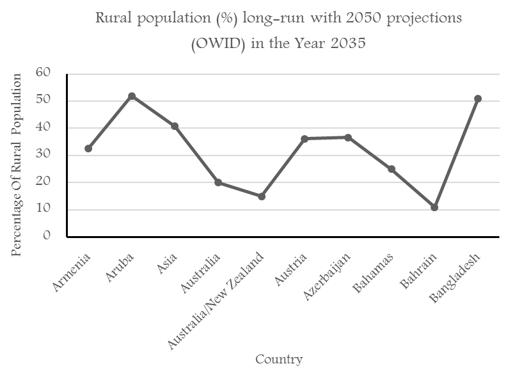 Rural population (%) long-run with 2050 projections
(OWID) in the Year 2035
Percentage Of Rural Population
60
50
40
30
20
10
0
Armenia
Aruba
Asia
Australia
Australia/New Zealand
Austria
Azerbaijan
Bahamas
Bahrain
Bangladesh
Country